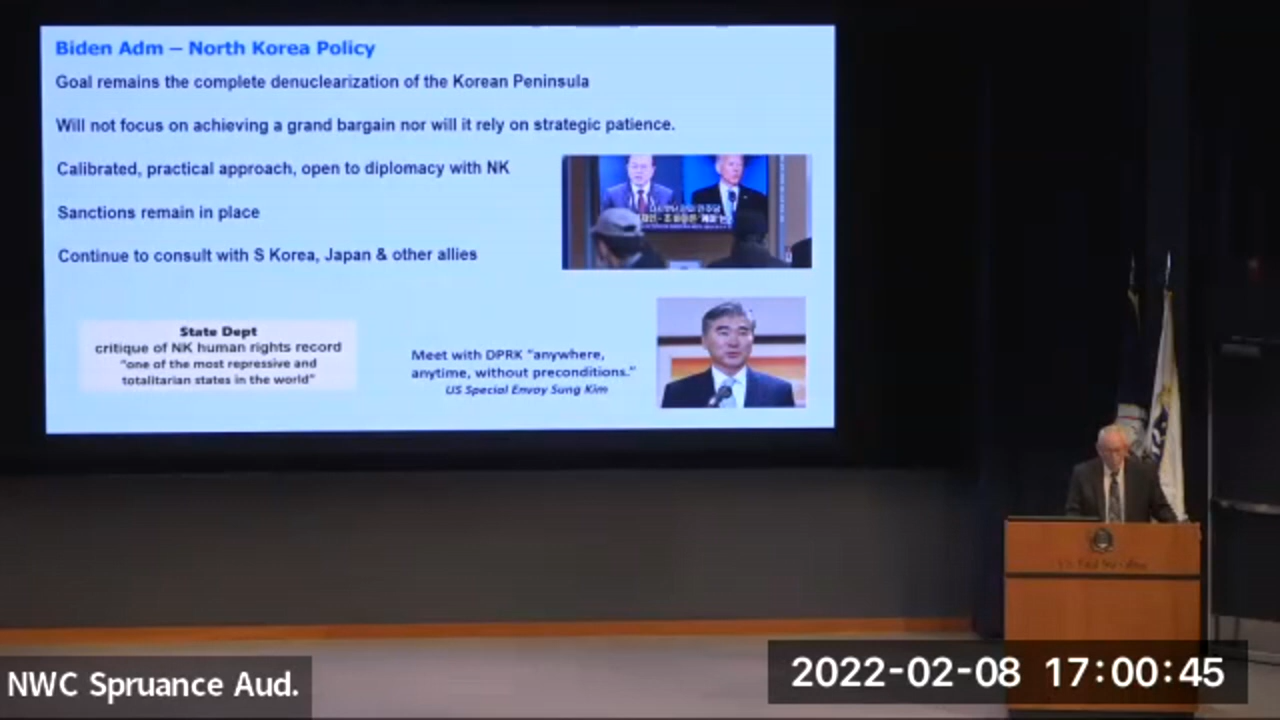 Biden Adm – North Korea Policy
Goal remains the complete denuclearization of the Korean Peninsula
Will not focus on achieving a grand bargain nor will it rely on strategic patience.
Calibrated, practical approach, open to diplomacy with NK
Sanctions remain in place
Continue to consult with S Korea, Japan & other allies
State Dept
critique of NK human rights record
"one of the most repressive and
totalitarian states in the world"
Meet with DPRK "anywhere,
anytime, without preconditions."
US Special Envoy Sung Kim
NWC Spruance Aud.
2022-02-08 17:00:45